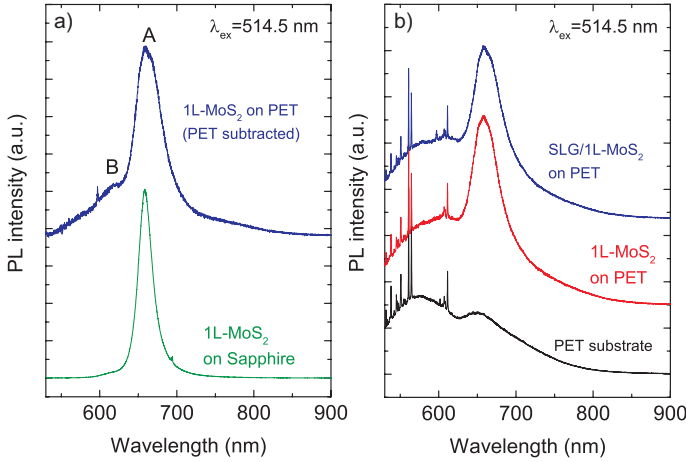 a)
λex=514.5 nm
A
1L-MoS2 on PET
(PET subtracted)
B
1L-MoS2
on Sapphire
PL intensity (a.u.)
600
700
800
900
Wavelength (nm)
b)
λex=514.5 nm
SLG/1L-MoS2
on PET
1L-MoS2
on PET
PET substrate
PL intensity (a.u.)
600
700
800
900
Wavelength (nm)